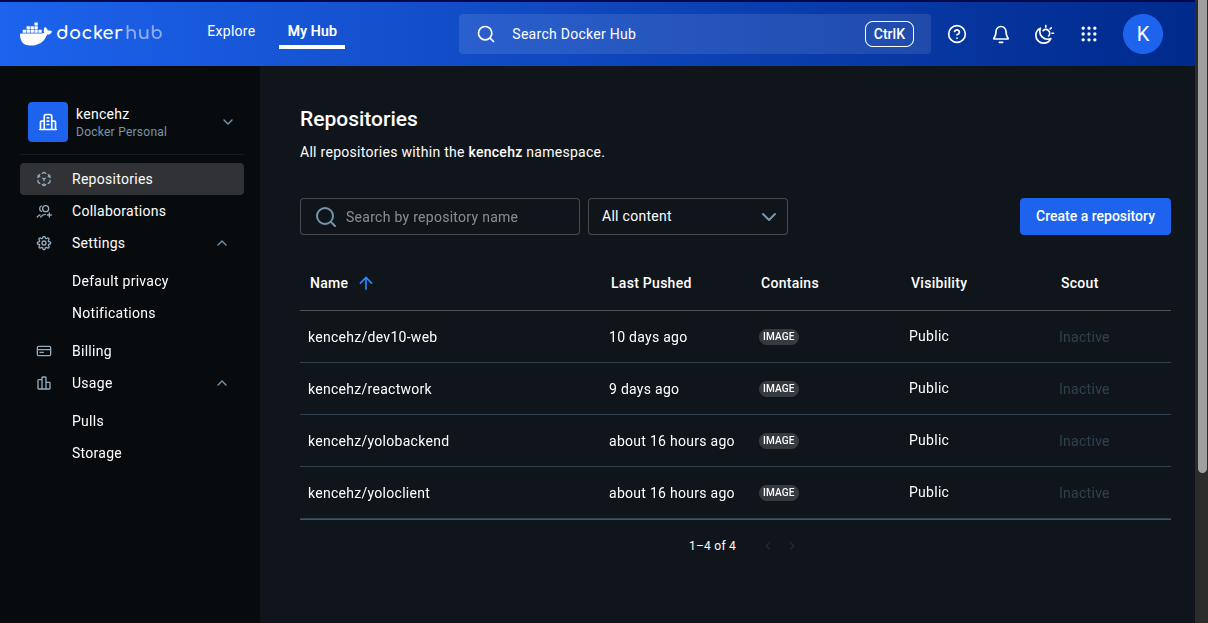 dockerhub Explore My Hub Search Docker Hub CtrlK K
kencehz
Docker Personal
Repositories
Collaborations
Settings
Default privacy
Notifications
Billing
Usage
Pulls
Storage
Repositories
All repositories within the kencehz namespace.
Search by repository name All content Create a repository
Name Last Pushed Contains Visibility Scout
kencehz/dev10-web 10 days ago IMAGE Public Inactive
kencehz/reactwork 9 days ago IMAGE Public Inactive
kencehz/yolobackend about 16 hours ago IMAGE Public Inactive
kencehz/yoloclient about 16 hours ago IMAGE Public Inactive
1–4 of 4